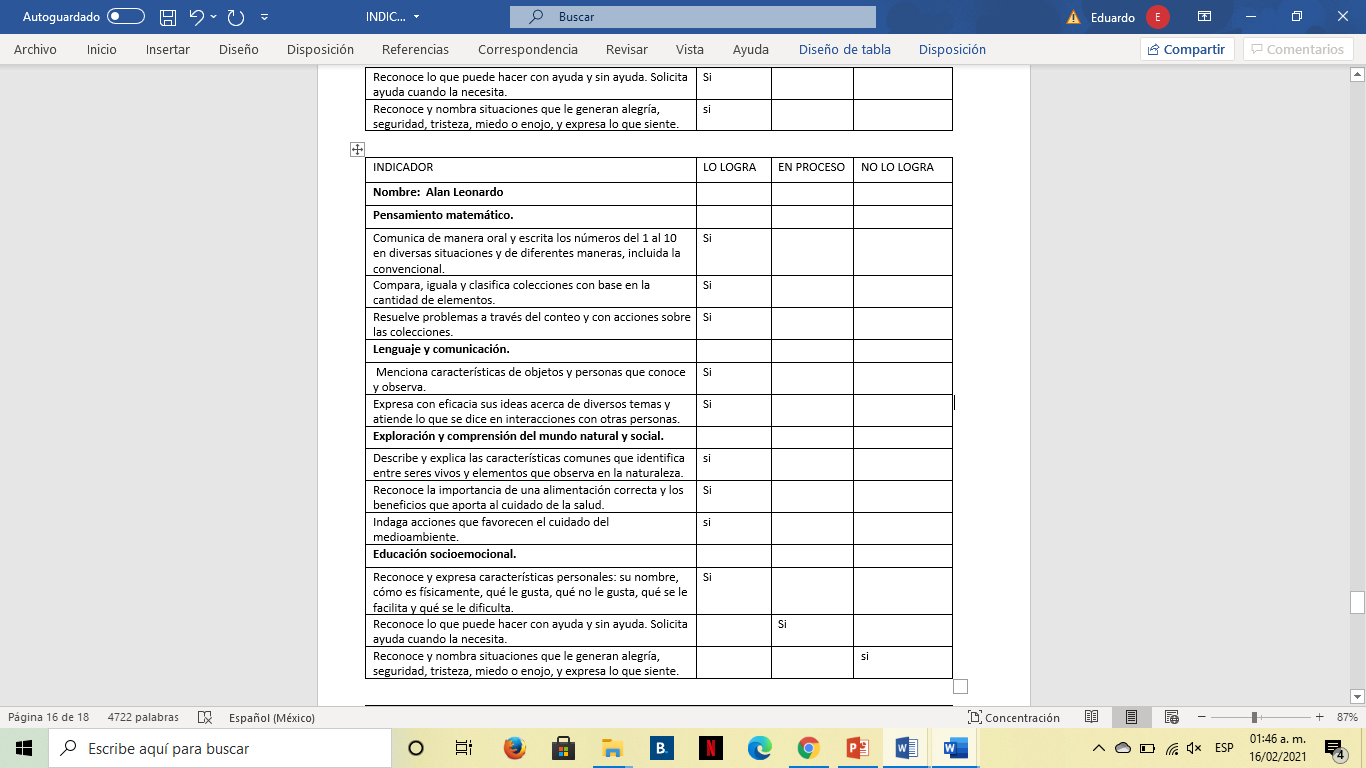 Autoguardado
INDIC...
Buscar
Eduardo
E
Archivo Inicio Insertar Diseño Disposición Referencias Correspondencia Revisar Vista Ayuda Diseño de tabla Disposición
Compartir
Comentarios
Reconoce lo que puede hacer con ayuda y sin ayuda. Solicita Si
ayuda cuando la necesita.
Reconoce y nombra situaciones que le generan alegría, si
seguridad, tristeza, miedo o enojo, y expresa lo que siente.
INDICADOR LO LOGRA EN PROCESO NO LO LOGRA
Nombre: Alan Leonardo
Pensamiento matemático.
Comunica de manera oral y escrita los números del 1 al 10 Si
en diversas situaciones y de diferentes maneras, incluida la
convencional.
Compara, iguala y clasifica colecciones con base en la Si
cantidad de elementos.
Resuelve problemas a través del conteo y con acciones sobre Si
las colecciones.
Lenguaje y comunicación.
Menciona características de objetos y personas que conoce Si
y observa.
Expresa con eficacia sus ideas acerca de diversos temas y Si
atiende lo que se dice en interacciones con otras personas.
Exploración y comprensión del mundo natural y social.
Describe y explica las características comunes que identifica si
entre seres vivos y elementos que observa en la naturaleza.
Reconoce la importancia de una alimentación correcta y los Si
beneficios que aporta al cuidado de la salud.
Indaga acciones que favorecen el cuidado del si
medioambiente.
Educación socioemocional.
Reconoce y expresa características personales: su nombre, Si
cómo es físicamente, qué le gusta, qué no le gusta, qué se le
facilita y qué se le dificulta.
Reconoce lo que puede hacer con ayuda y sin ayuda. Solicita Si
ayuda cuando la necesita.
Reconoce y nombra situaciones que le generan alegría, si
seguridad, tristeza, miedo o enojo, y expresa lo que siente.
Página 16 de 18 4722 palabras Español (México) Concentración 87%
Escribe aquí para buscar
B.
N
P
W
W
ESP
01:46 a. m.
16/02/2021
4